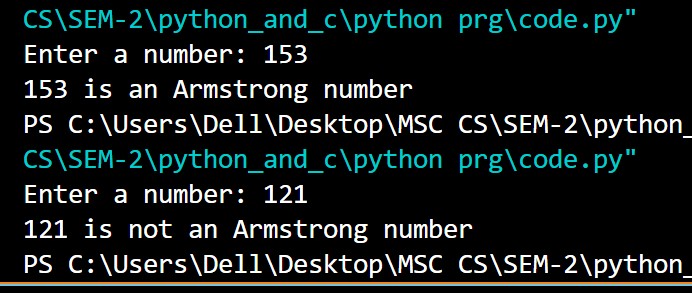 CS\SEM-2\python_and_c\python prg\code.py"
Enter a number: 153
153 is an Armstrong number
PS C:\Users\Dell\Desktop\MSC CS\SEM-2\python_
CS\SEM-2\python_and_c\python prg\code.py"
Enter a number: 121
121 is not an Armstrong number
PS C:\Users\Dell\Desktop\MSC CS\SEM-2\python_